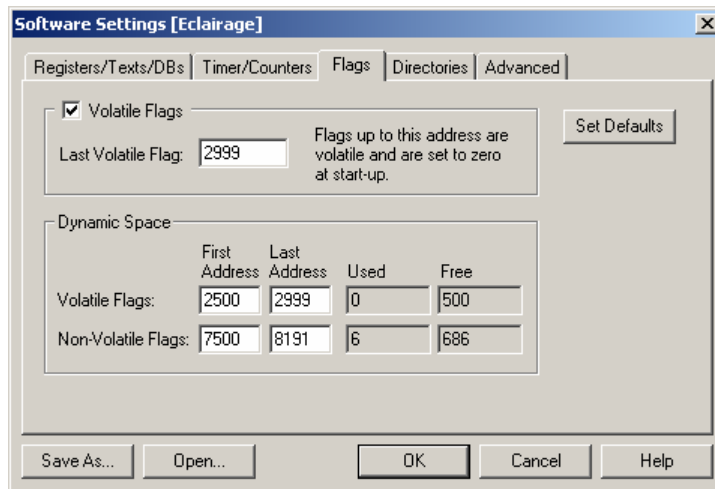 Software Settings [Eclairage]
Registers/Texts/DBs Timer/Counters Flags Directories Advanced
Volatile Flags
Last Volatile Flag: 2999
Flags up to this address are
volatile and are set to zero
at start-up.
Set Defaults
Dynamic Space
First Address Last Address Used Free
Volatile Flags: 2500 2999 0 500
Non-Volatile Flags: 7500 8191 6 686
Save As... Open... OK Cancel Help